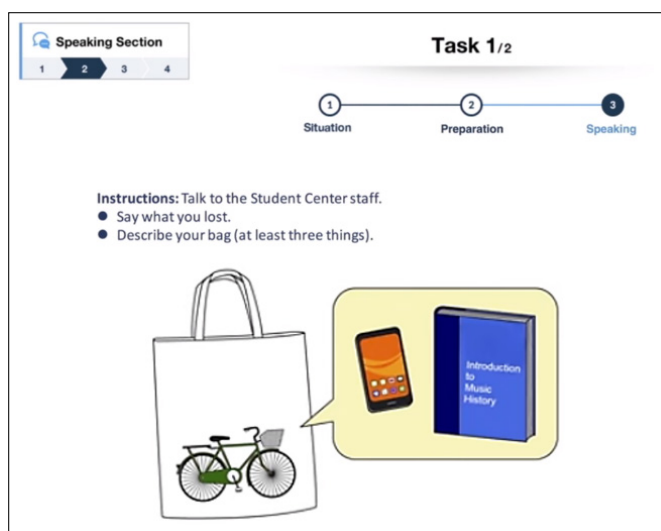 Speaking Section
1 2 3 4
Task 1/2
1 2 3
Situation Preparation Speaking
Instructions: Talk to the Student Center staff.
● Say what you lost.
● Describe your bag (at least three things).
Introduction
to
Music
History